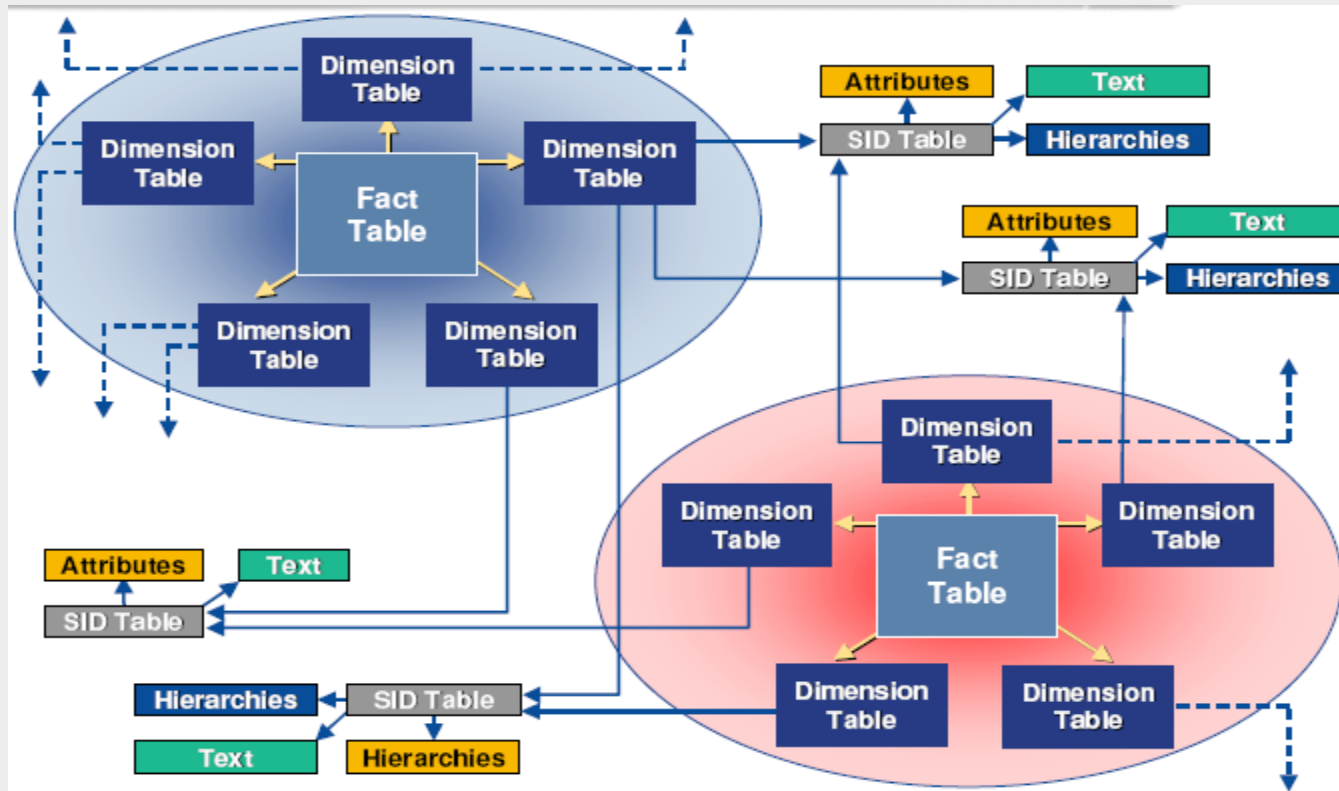 Dimension
Table
Dimension
Table
Dimension
Table
Fact
Table
Dimension
Table
Dimension
Table
Attributes
Text
SID Table
Hierarchies
Attributes
Text
SID Table
Hierarchies
Dimension
Table
Dimension
Table
Dimension
Table
Fact
Table
Dimension
Table
Dimension
Table
Attributes
Text
SID Table
Hierarchies
SID Table
Text
Hierarchies